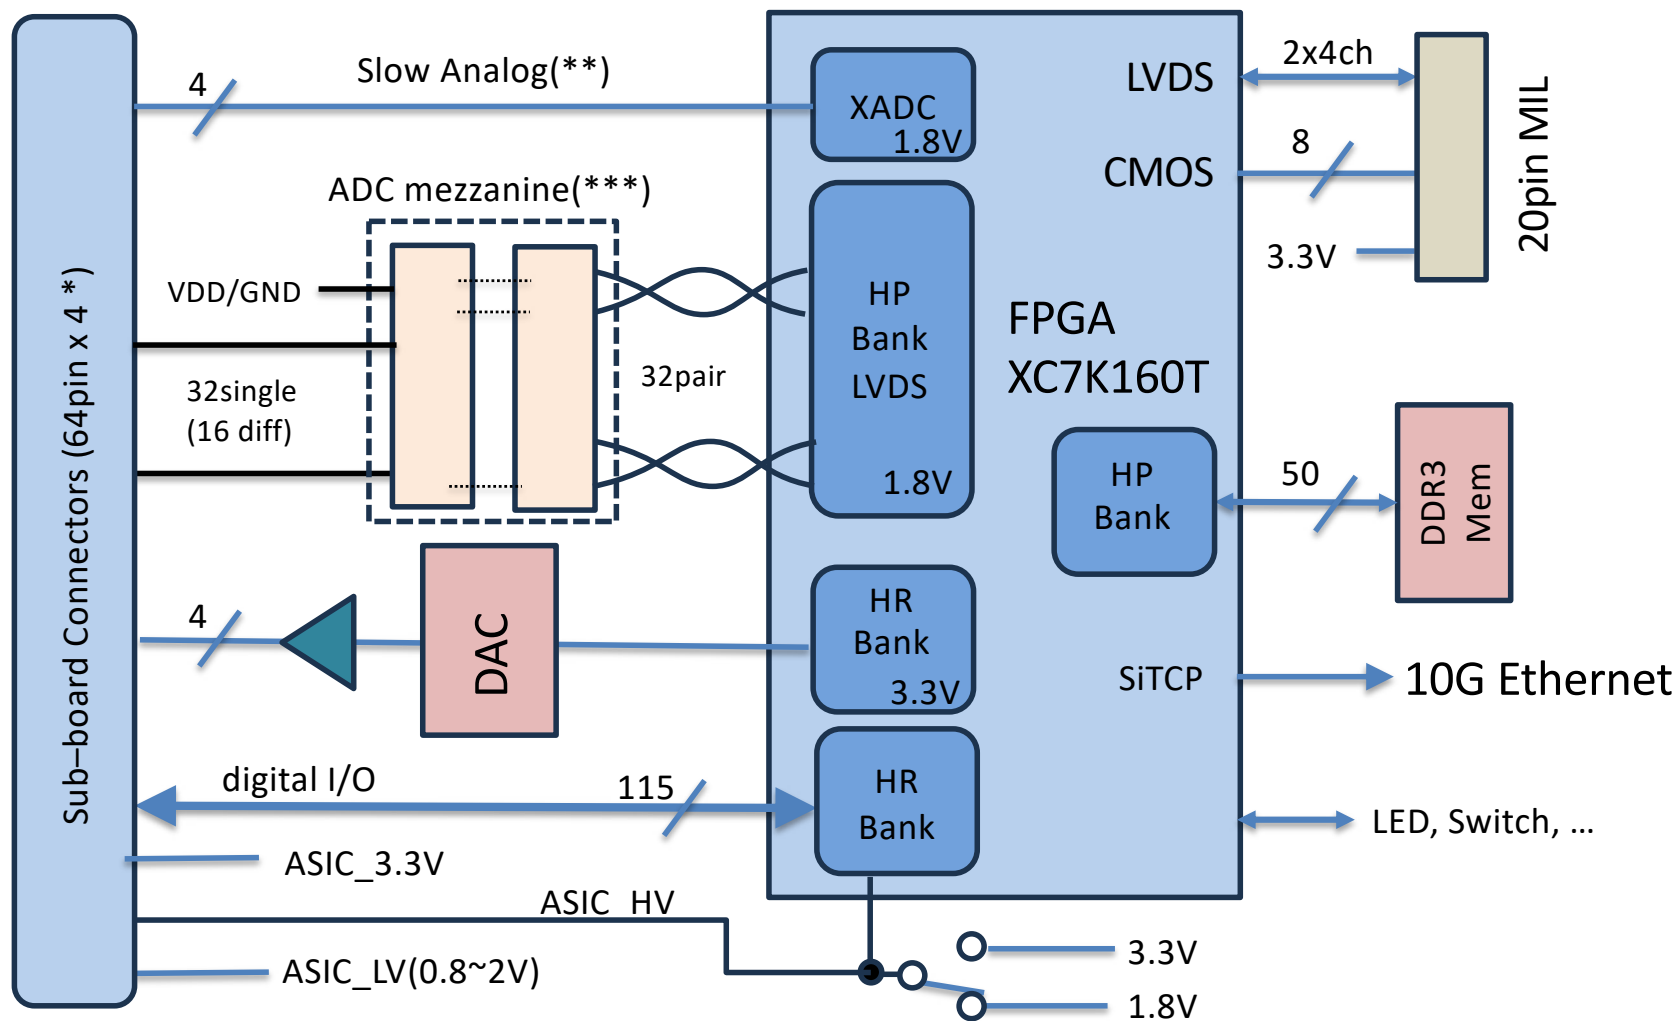 Sub–board Connectors (64pin x 4 *)
4
Slow Analog(**)
XADC
1.8V
ADC mezzanine(***)
VDD/GND
32single
(16 diff)
32pair
HP
Bank
LVDS
1.8V
FPGA
XC7K160T
LVDS
2x4ch
CMOS
8
3.3V
20pin MIL
HP
Bank
50
DDR3
Mem
4
DAC
HR
Bank
3.3V
SiTCP
10G Ethernet
digital I/O
115
HR
Bank
LED, Switch, ...
ASIC_3.3V
ASIC_HV
ASIC_LV(0.8~2V)
3.3V
1.8V